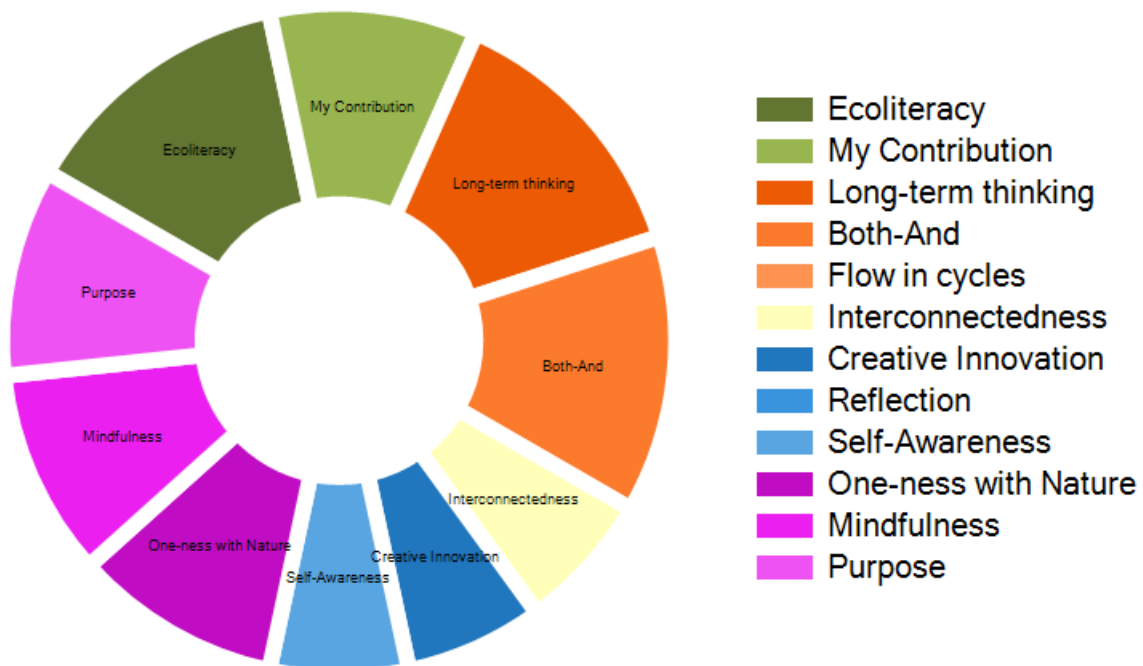 My Contribution
Ecoliteracy
Long-term thinking
Purpose
Both-And
Mindfulness
Interconnectedness
One-ness with Nature
Creative Innovation
Self-Awareness
Ecoliteracy
My Contribution
Long-term thinking
Both-And
Flow in cycles
Interconnectedness
Creative Innovation
Reflection
Self-Awareness
One-ness with Nature
Mindfulness
Purpose